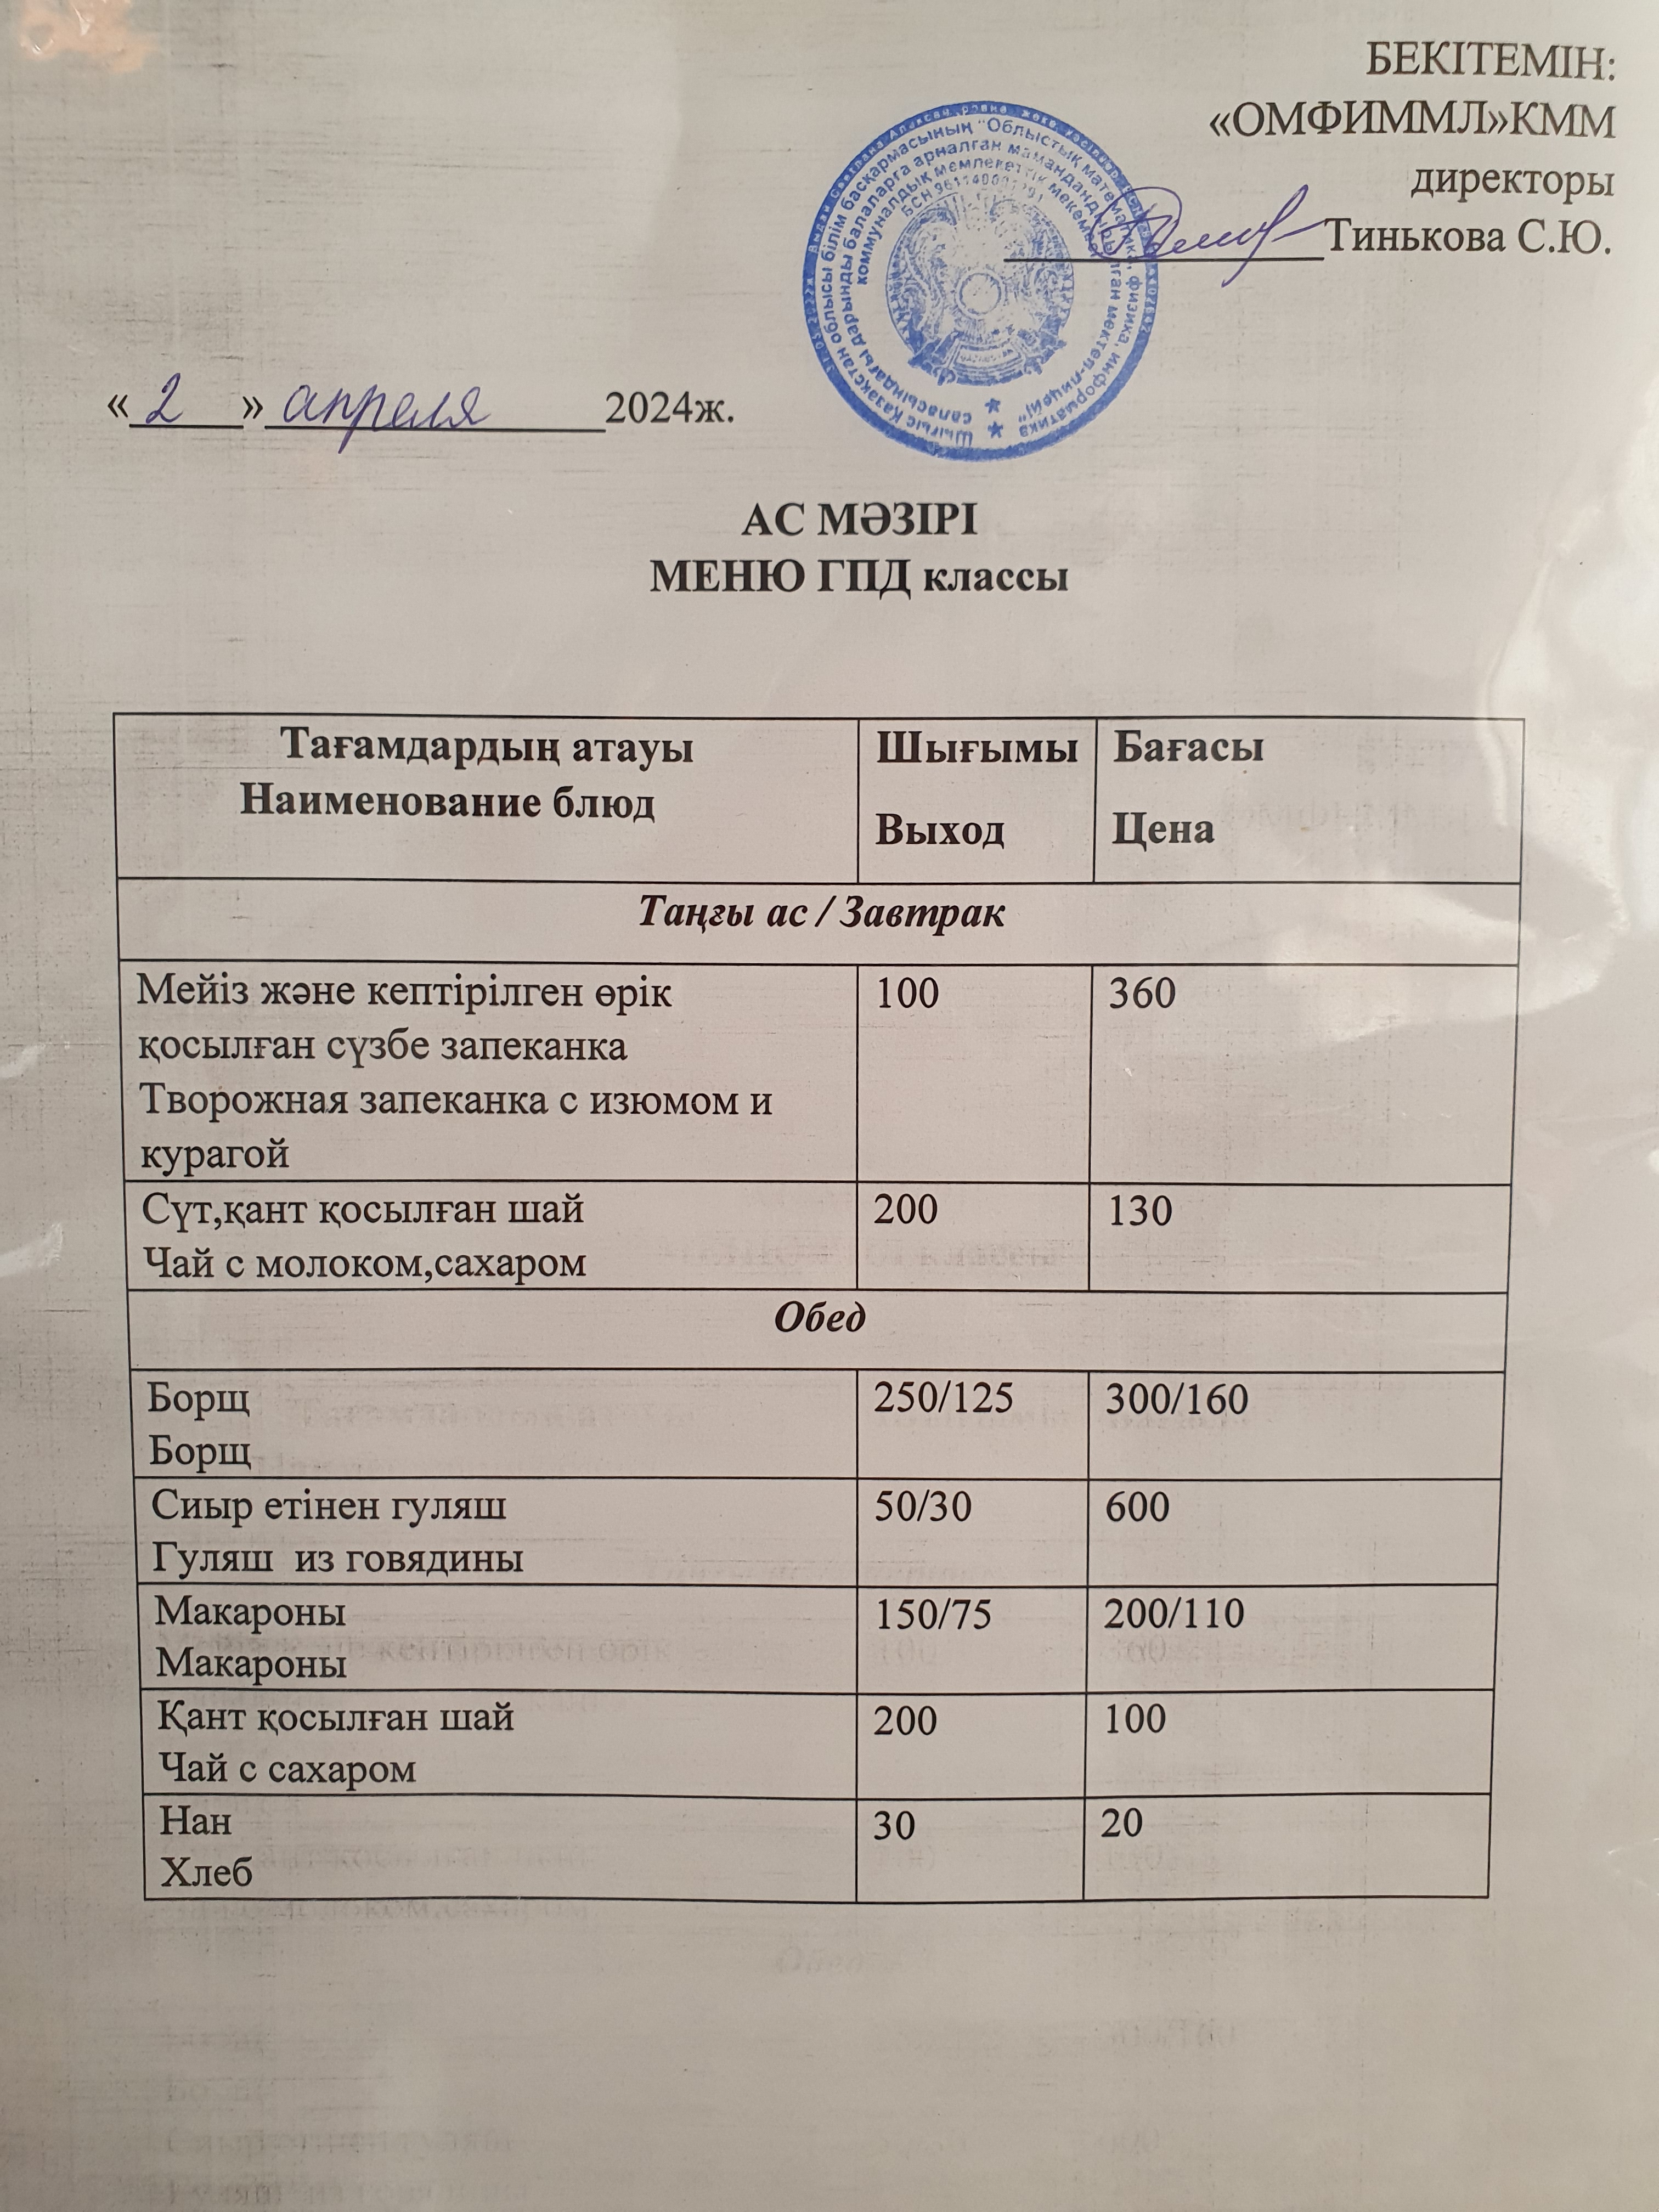 БЕКІТЕМІН:
«ОМФИММЛ»КММ
директоры
Тинькова С.Ю.
«2» апреля 2024ж.
АС МӘЗІРІ
МЕНЮ ГПД классы
Тағамдардың атауы
Наименование блюд
Шығымы
Выход
Бағасы
Цена
Таңғы ас / Завтрак
Мейіз және кептірілген өрік
қосылған сүзбе запеканка
Творожная запеканка с изюмом и
курагой
100
360
Сүт,қант қосылған шай
Чай с молоком,сахаром
200
130
Обед
Борщ
Борщ
250/125
300/160
Сиыр етінен гуляш
Гуляш  из говядины
50/30
600
Макароны
Макароны
150/75
200/110
Қант қосылған шай
Чай с сахаром
200
100
Нан
Хлеб
30
20